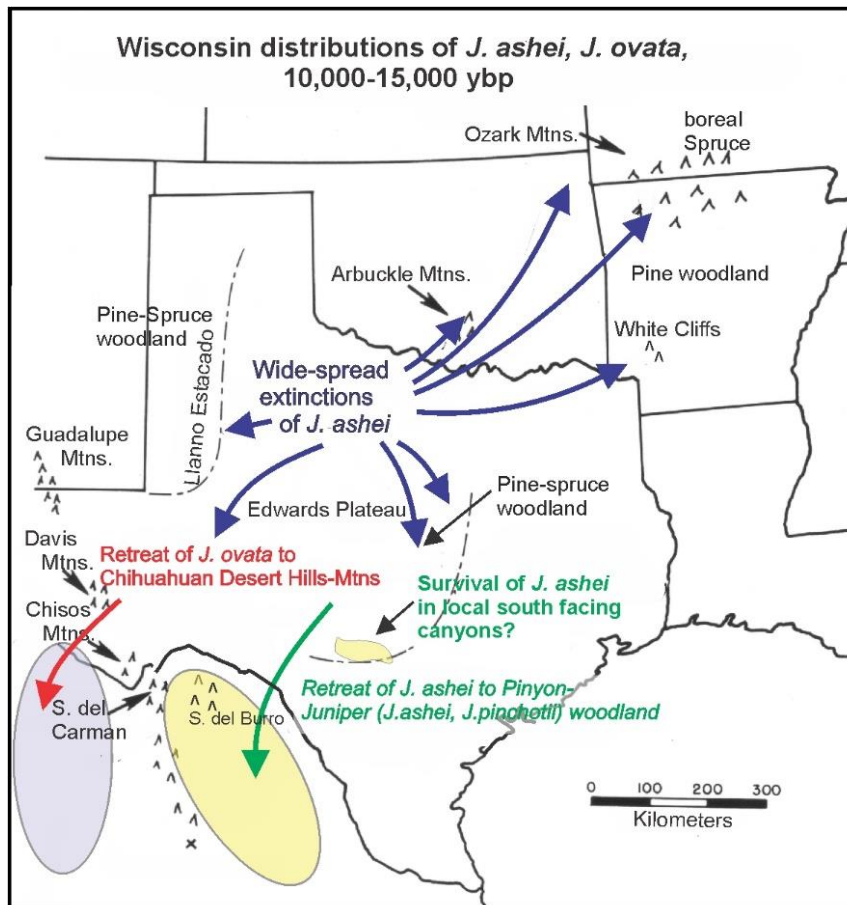 Wisconsin distributions of J. ashei, J. ovata,
10,000-15,000 ybp
boreal
Spruce
Ozark Mtns.
Arbuckle Mtns.
Pine woodland
Pine-Spruce
woodland
White Cliffs
Llanno Estacado
Wide-spread
extinctions
of J. ashei
Guadalupe
Mtns.
Edwards Plateau
Pine-spruce
woodland
Davis
Mtns.
Retreat of J. ovata to
Chihuahuan Desert Hills-Mtns
Survival of J. ashei
in local south facing
canyons?
Chisos
Mtns.
Retreat of J. ashei to Pinyon-
Juniper (J.ashei, J.pinchotii) woodland
S. del
Carman
S. del Burro
0 100 200 300
Kilometers